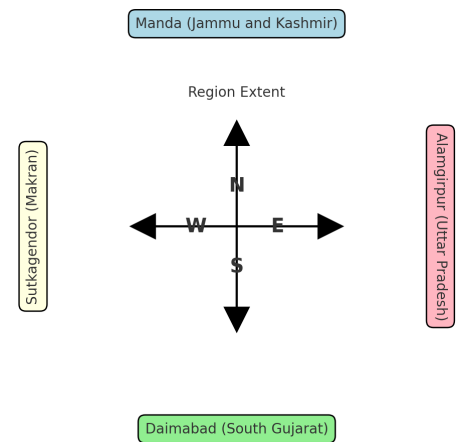 Manda (Jammu and Kashmir)
Region Extent
N
Sutkagendor (Makran)
W
E
Alamgirpur (Uttar Pradesh)
S
Daimabad (South Gujarat)